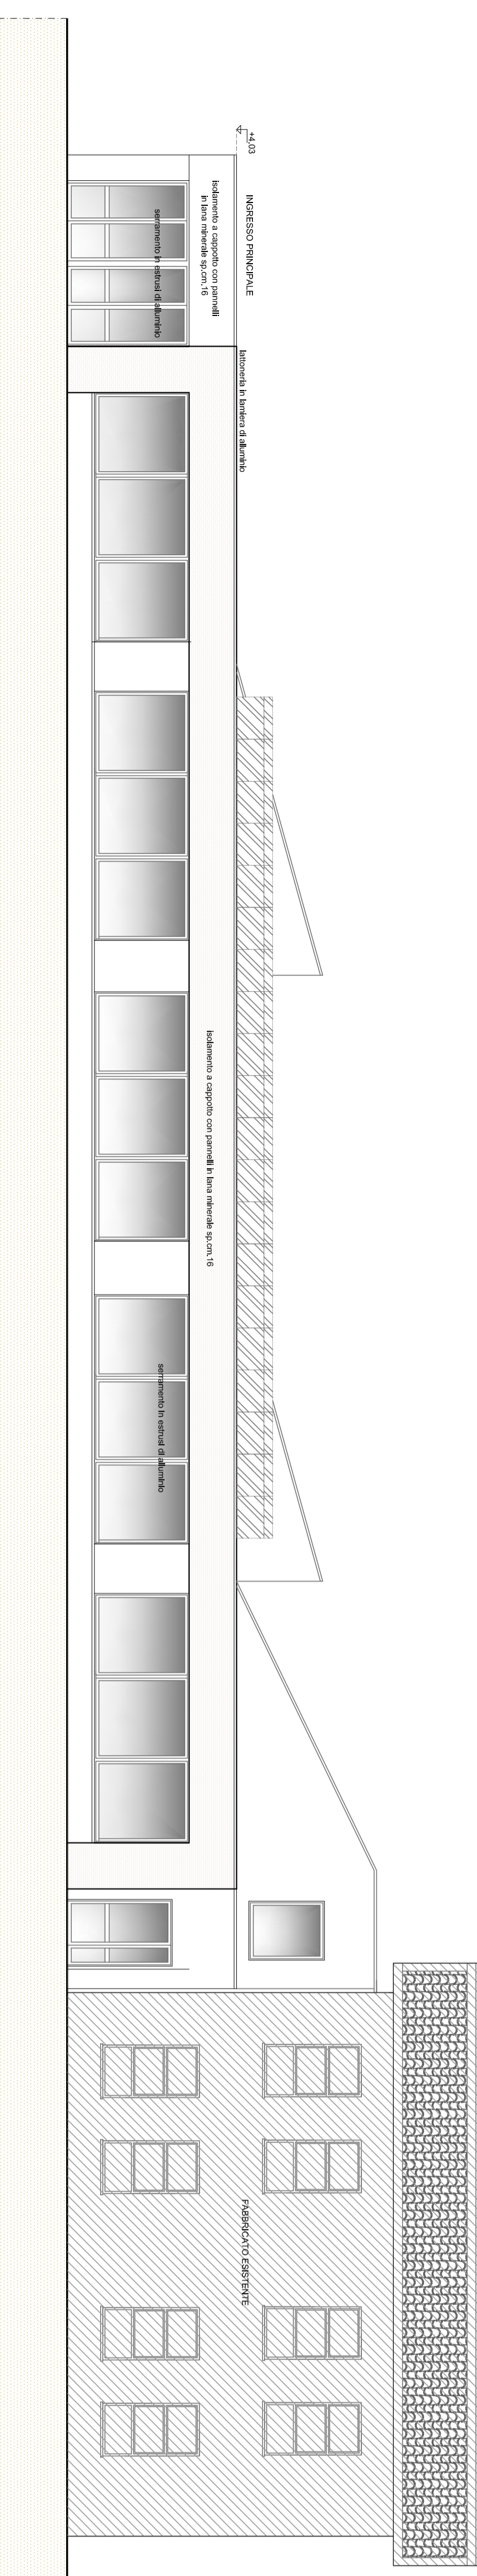 +4,03
INGRESSO PRINCIPALE
isolamento a cappotto con pannelli
in lana minerale sp.cm.16
serramento in estrusi di alluminio
lattoneria in lamiera di alluminio
isolamento a cappotto con pannelli in lana minerale sp.cm.16
serramento in estrusi di alluminio
FABBRICATO ESISTENTE